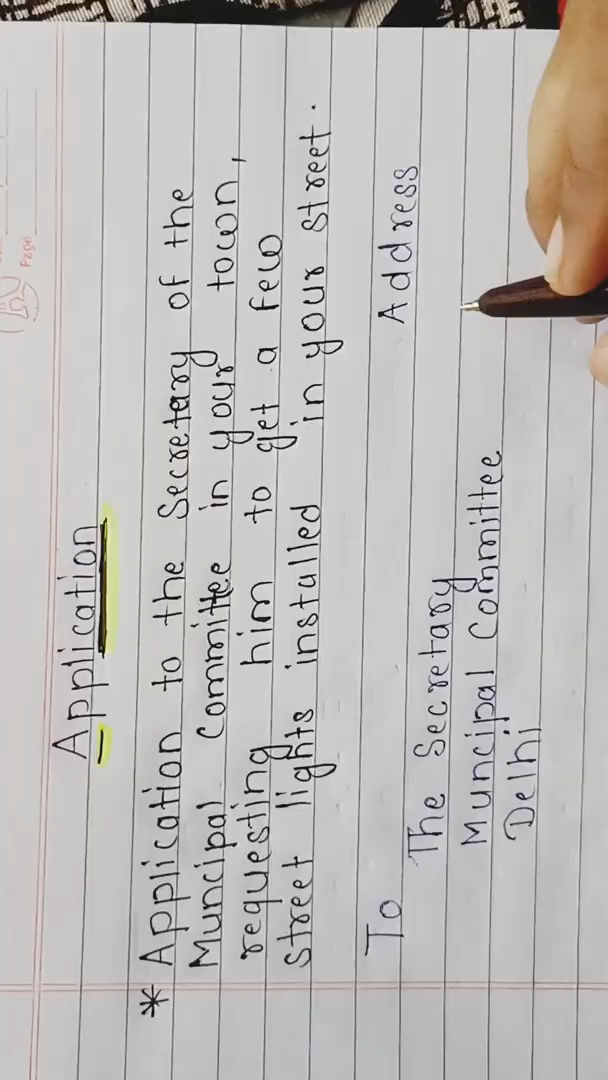 Page
Application
* Application to the Secretary of the
Muncipal Committee in your town,
requesting him to get a few
Street lights installed in your street.
To Address
The Secretary
Muncipal Committee
Delhi